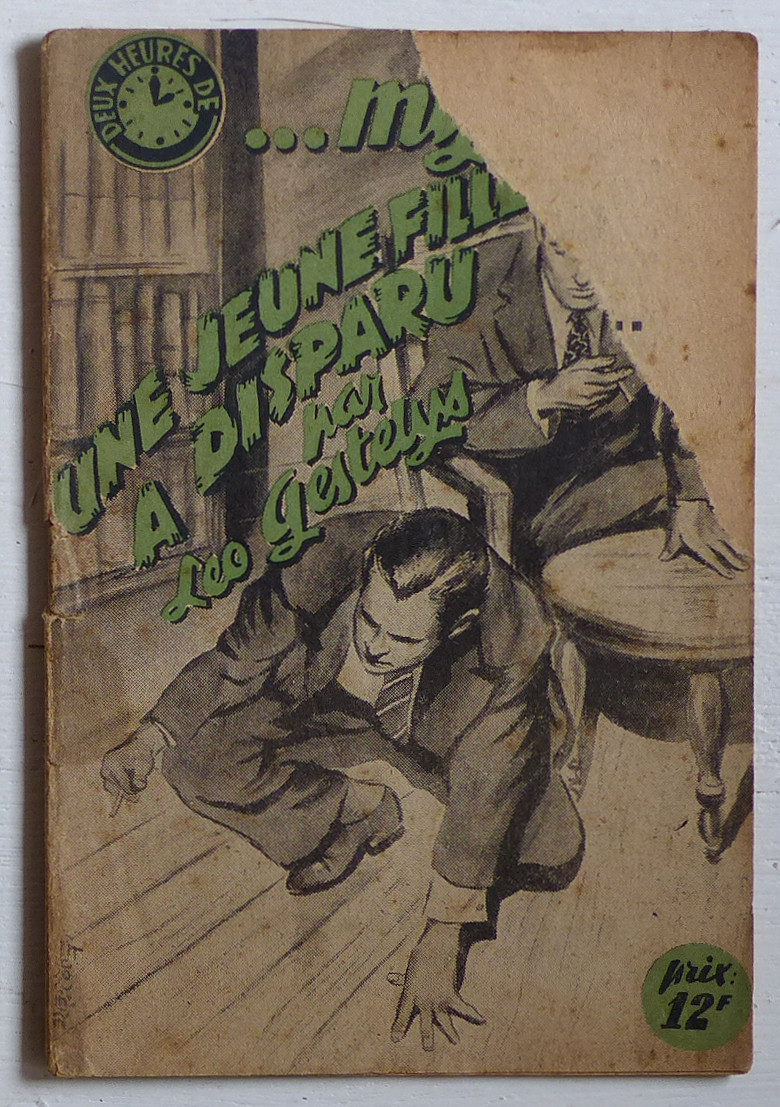 DEUX HEURES DE
...my
UNE JEUNE FILLE
A DISPARU
par
Leo Gestelys
prix:
12F